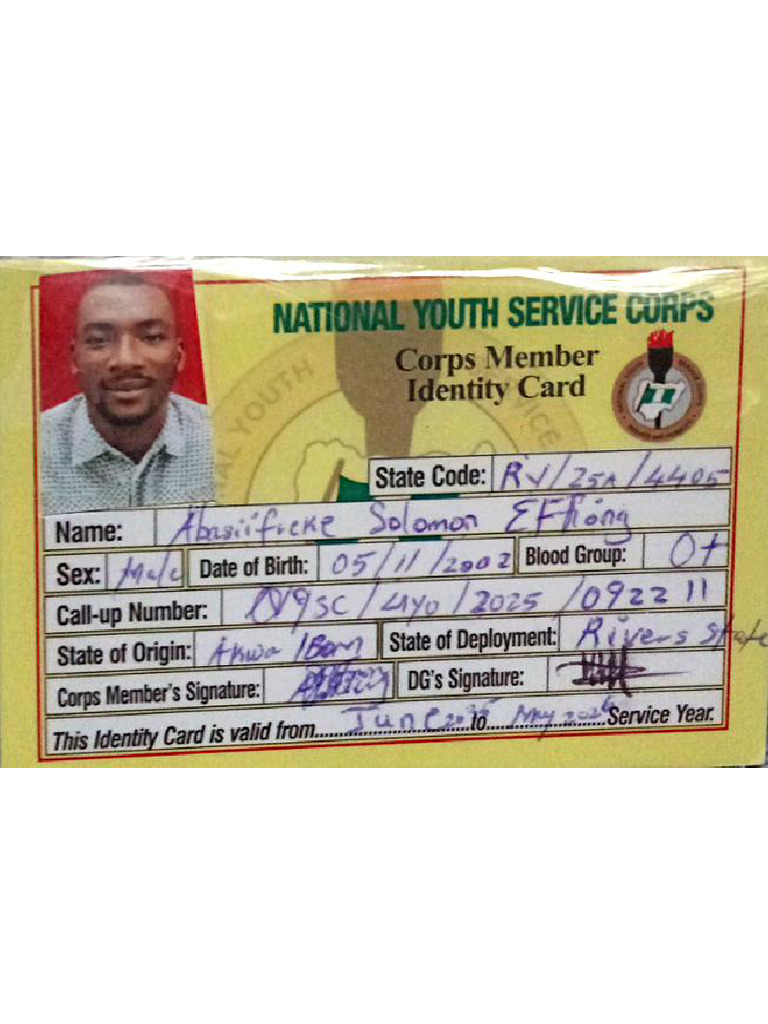 NATIONAL YOUTH SERVICE CORPS
Corps Member
Identity Card
State Code: RV/25A/4405
Name: Abasiifreke Solomon Effiong
Sex: Male Date of Birth: 05/11/2002 Blood Group: O+
Call-up Number: NYSC/UYO/2025/092211
State of Origin: Akwa Ibom State of Deployment: Rivers State
Corps Member's Signature: DG's Signature:
This Identity Card is valid from June 2025 to May 2026 Service Year.